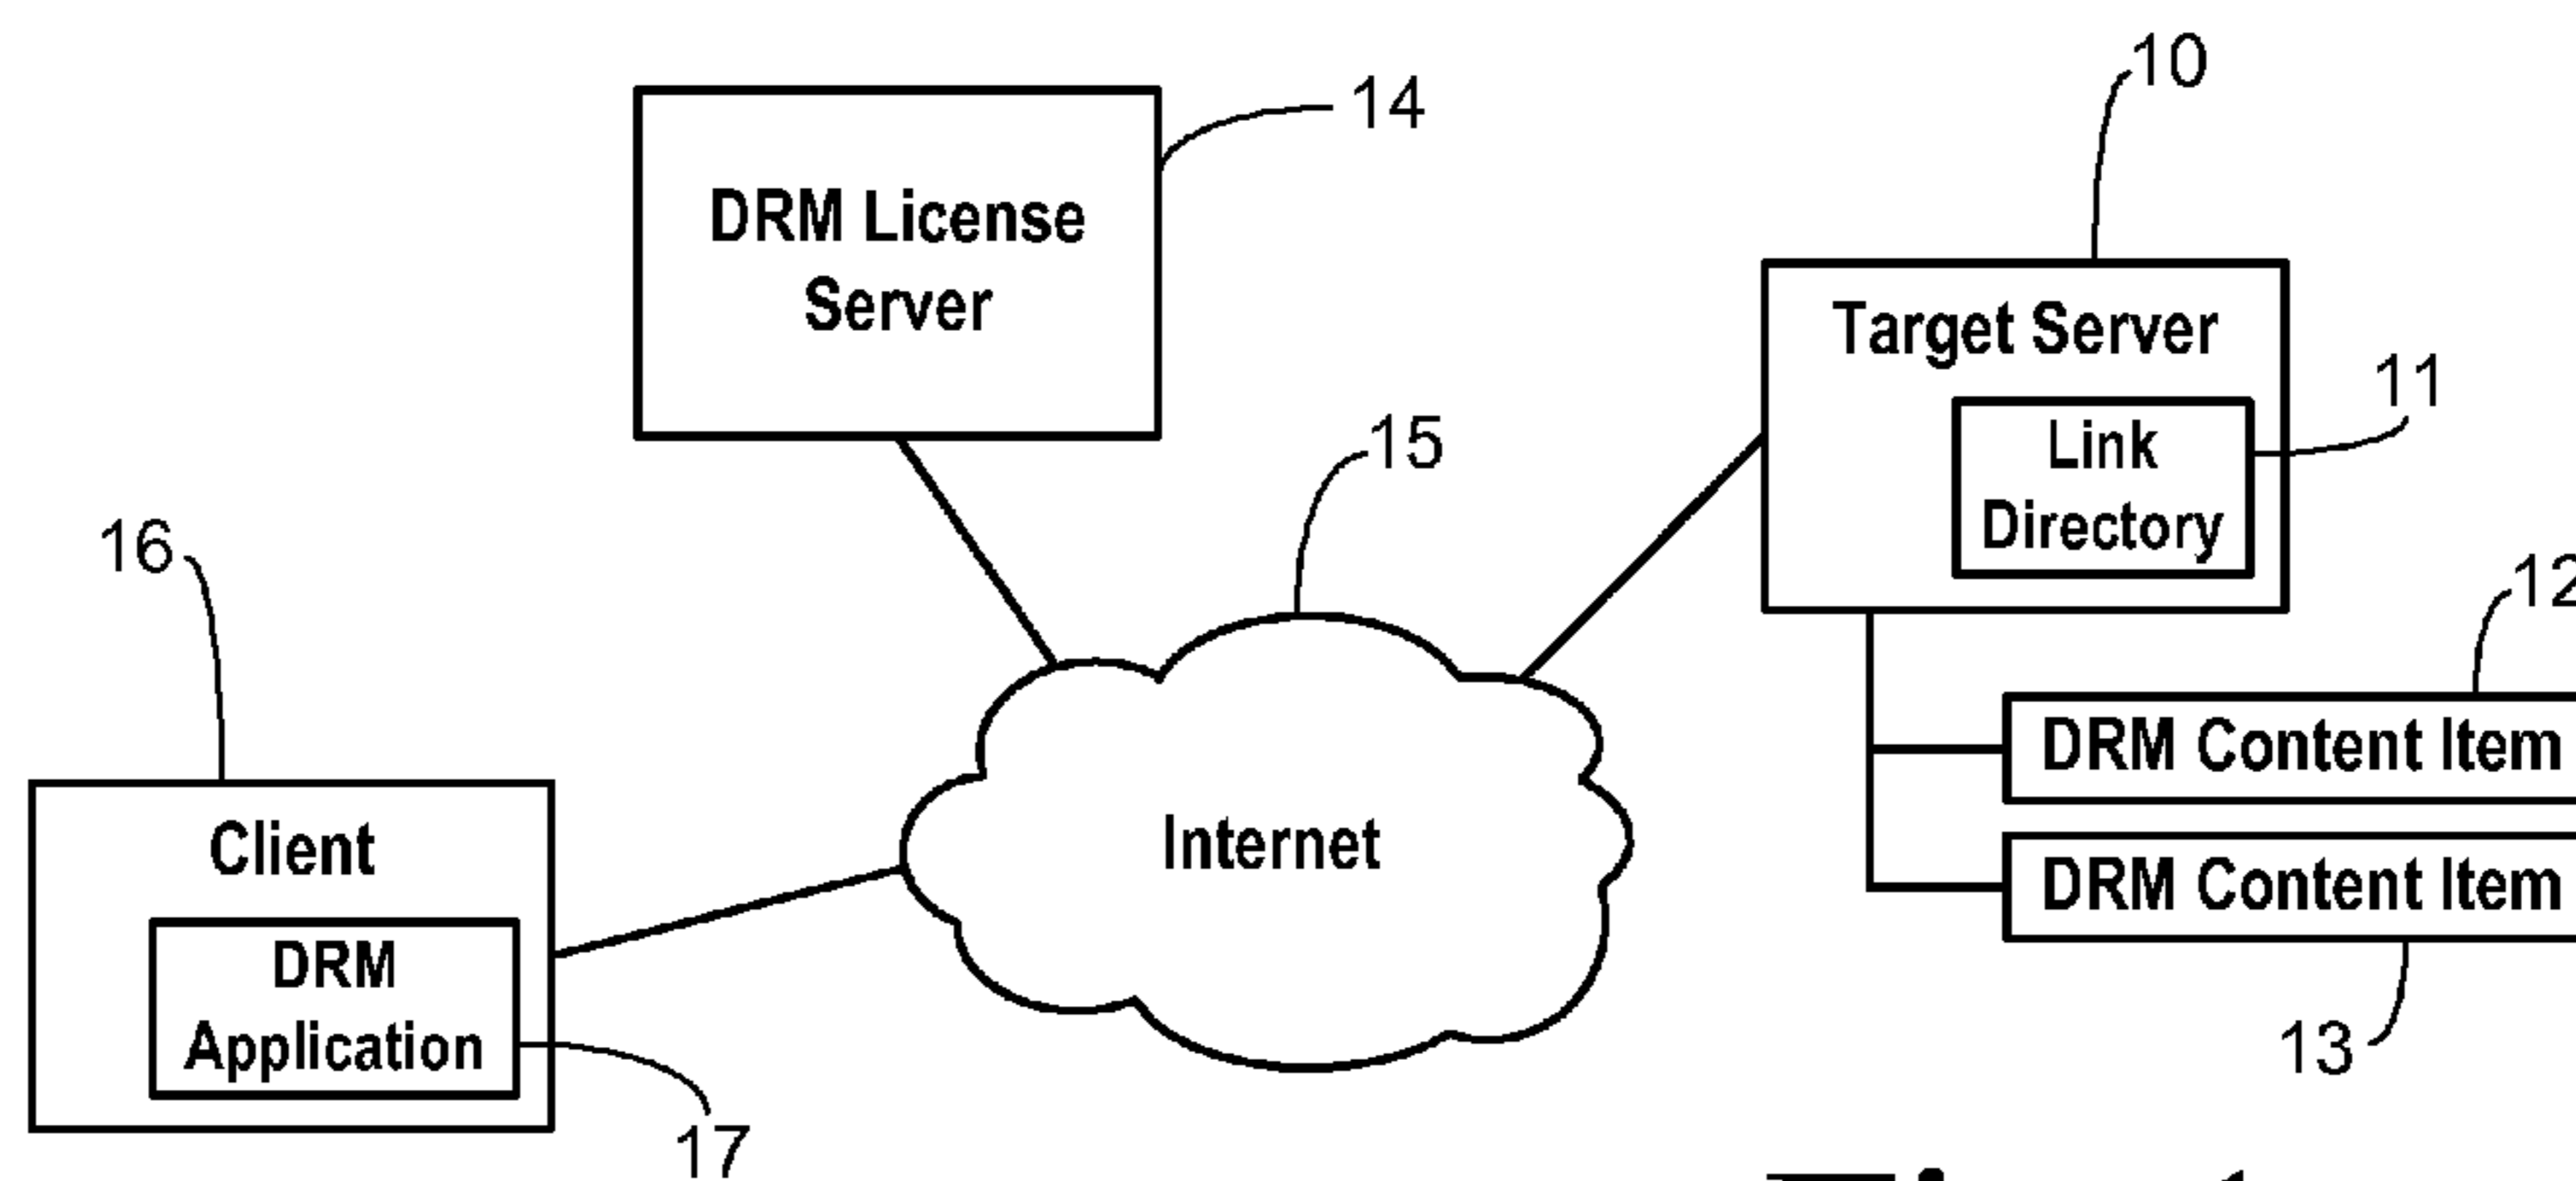 10
14
DRM License
Server
Target Server
11
Link
Directory
15
16
12
DRM Content Item
Client
Internet
DRM Content Item
DRM
Application
13
17